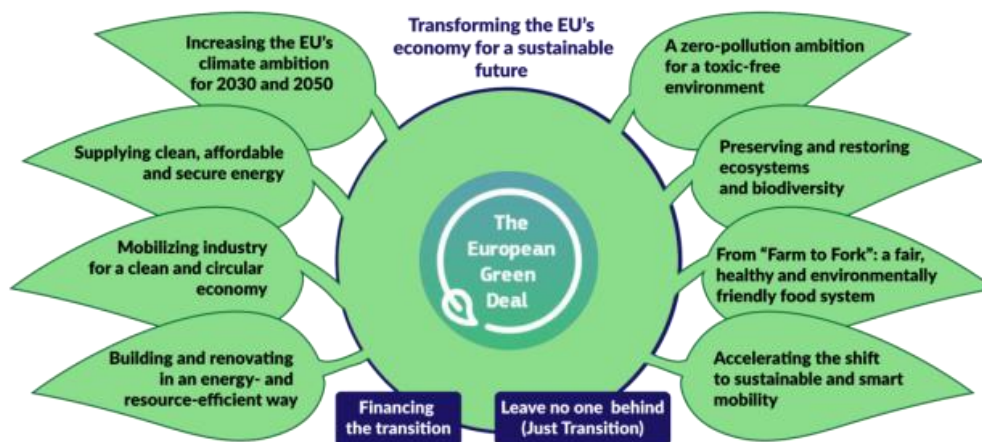 Transforming the EU's
economy for a sustainable
future
Increasing the EU's
climate ambition
for 2030 and 2050
Supplying clean, affordable
and secure energy
Mobilizing industry
for a clean and circular
economy
Building and renovating
in an energy- and
resource-efficient way
The
European
Green
Deal
A zero-pollution ambition
for a toxic-free
environment
Preserving and restoring
ecosystems
and biodiversity
From “Farm to Fork”: a fair,
healthy and environmentally
friendly food system
Accelerating the shift
to sustainable and smart
mobility
Financing
the transition
Leave no one behind
(Just Transition)